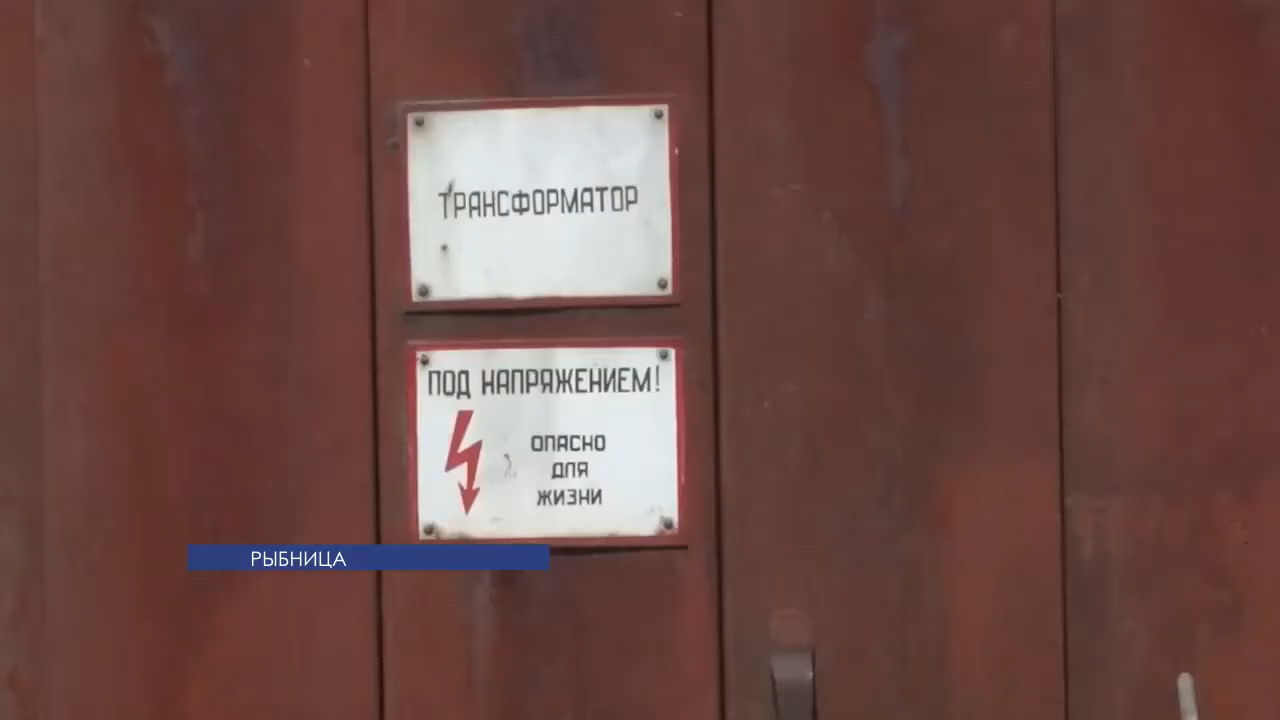 ТРАНСФОРМАТОР
ПОД НАПРЯЖЕНИЕМ!
ОПАСНО
ДЛЯ
ЖИЗНИ
РЫБНИЦА